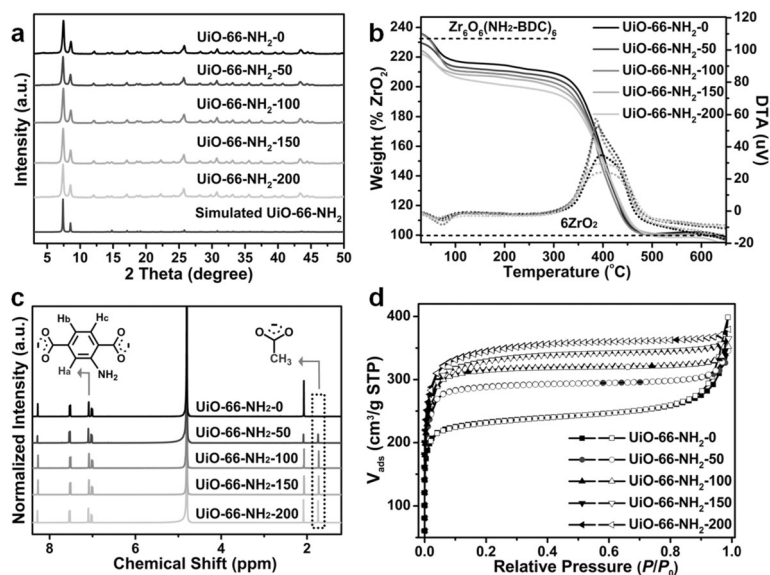 a
Intensity (a.u.)
UiO-66-NH2-0
UiO-66-NH2-50
UiO-66-NH2-100
UiO-66-NH2-150
UiO-66-NH2-200
Simulated UiO-66-NH2
5 10 15 20 25 30 35 40 45 50
2 Theta (degree)
b
Weight (% ZrO2)
240
220
200
180
160
140
120
100
Zr6O6(NH2-BDC)6
UiO-66-NH2-0
UiO-66-NH2-50
UiO-66-NH2-100
UiO-66-NH2-150
UiO-66-NH2-200
6ZrO2
120
100
80
60
40
20
0
-20
DTA (uV)
100 200 300 400 500 600
Temperature (°C)
c
Normalized Intensity (a.u.)
Hb
Hc
O
O
O
O
Ha
NH2
O
O
CH3
UiO-66-NH2-0
UiO-66-NH2-50
UiO-66-NH2-100
UiO-66-NH2-150
UiO-66-NH2-200
8 6 4 2
Chemical Shift (ppm)
d
Vads (cm3/g STP)
400
300
200
100
UiO-66-NH2-0
UiO-66-NH2-50
UiO-66-NH2-100
UiO-66-NH2-150
UiO-66-NH2-200
0.0 0.2 0.4 0.6 0.8 1.0
Relative Pressure (P/P0)